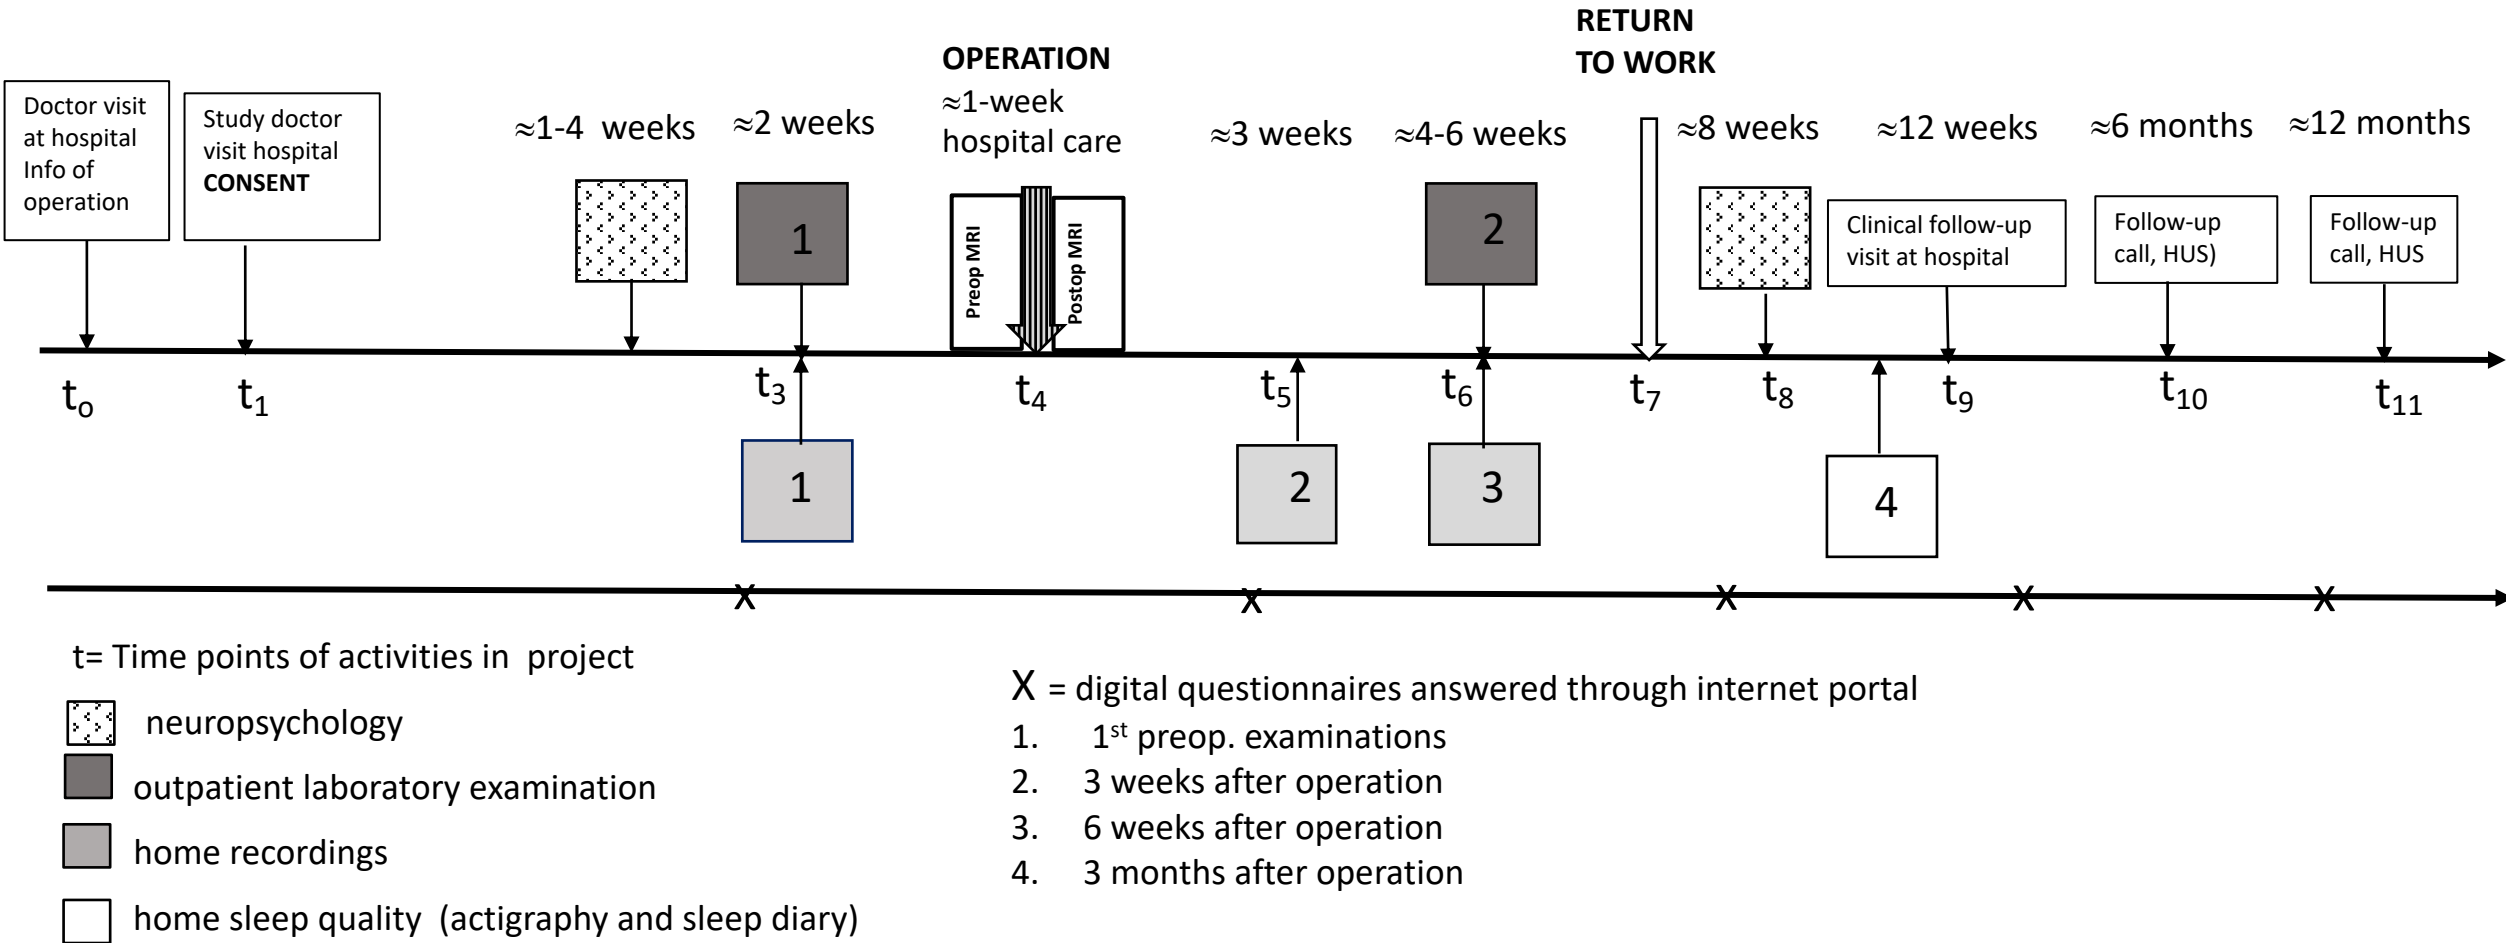 RETURN
TO WORK
OPERATION
≈1-week
hospital care
Doctor visit
at hospital
Info of
operation
Study doctor
visit hospital
CONSENT
≈1-4 weeks
≈2 weeks
≈3 weeks
≈4-6 weeks
≈8 weeks
≈12 weeks
≈6 months
≈12 months
1
Preop MRI
Postop MRI
2
Clinical follow-up
visit at hospital
Follow-up
call, HUS)
Follow-up
call, HUS
to
t1
t3
t4
t5
t6
t7
t8
t9
t10
t11
1
2
3
4
X X X X X
t= Time points of activities in project
neuropsychology
outpatient laboratory examination
home recordings
home sleep quality (actigraphy and sleep diary)
X = digital questionnaires answered through internet portal
1. 1st preop. examinations
2. 3 weeks after operation
3. 6 weeks after operation
4. 3 months after operation